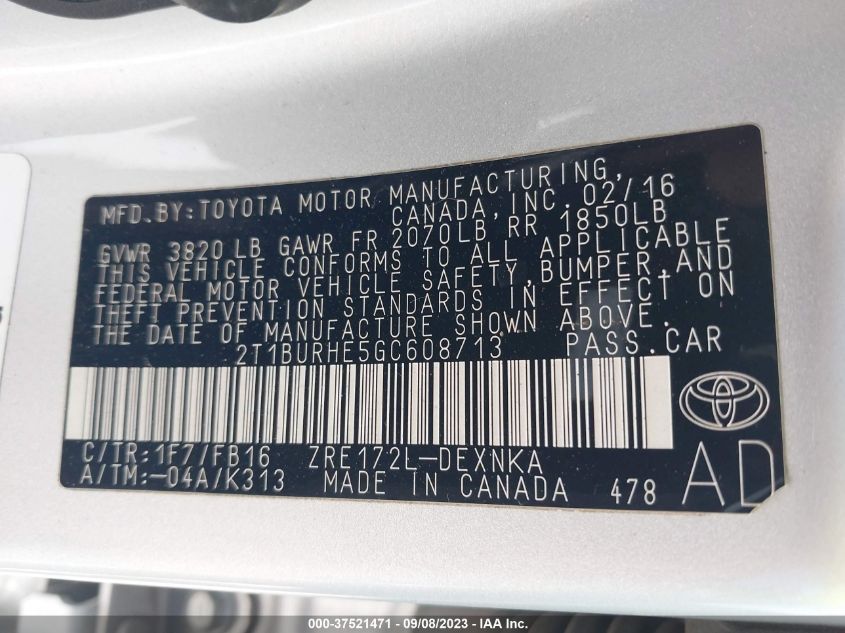 MFD.BY:TOYOTA MOTOR MANUFACTURING,
CANADA, INC. 02/16
GVWR 3820 LB GAWR FR 2070LB RR 1850LB
THIS VEHICLE CONFORMS TO ALL APPLICABLE
FEDERAL MOTOR VEHICLE SAFETY,BUMPER,AND
THEFT PREVENTION STANDARDS IN EFFECT ON
THE DATE OF MANUFACTURE SHOWN ABOVE.
2T1BURHE5GC608713 PASS.CAR
C/TR:1F7/FB16 ZRE172L-DEXNKA
A/TM:-04A/K313 MADE IN CANADA 478 AD
000-37521471 - 09/08/2023 - IAA Inc.